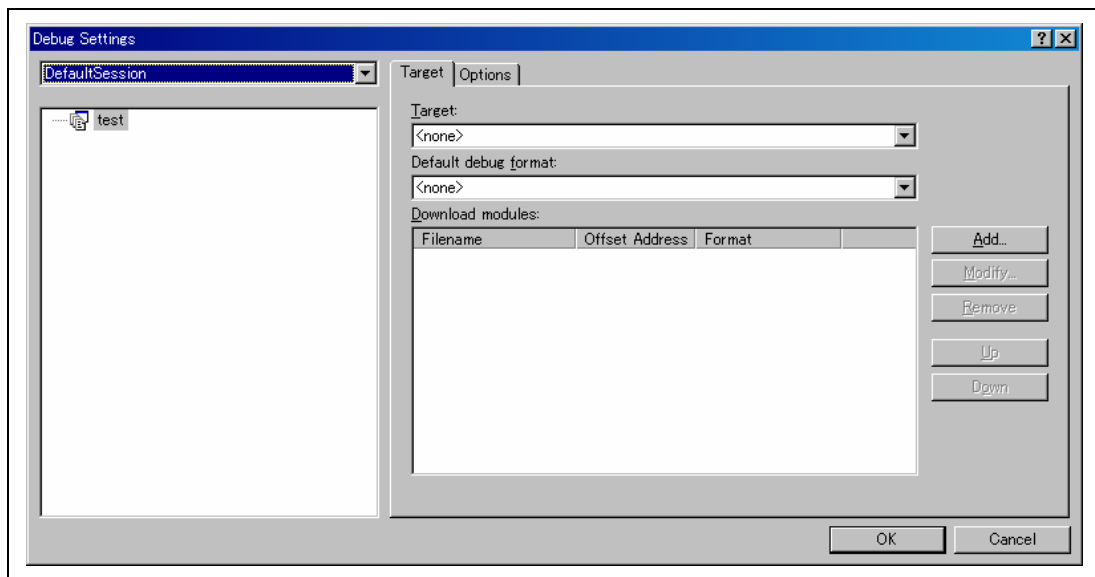 Debug Settings
DefaultSession
test
Target
Options
Target:
<none>
Default debug format:
<none>
Download modules:
Filename
Offset Address
Format
Add...
Modify...
Remove
Up
Down
OK
Cancel